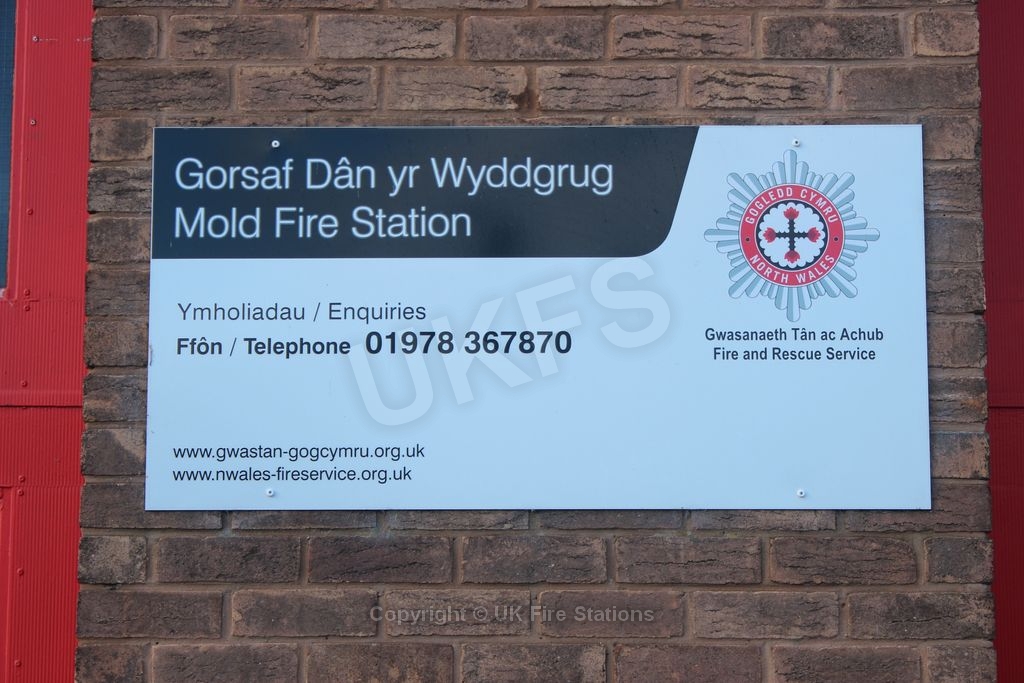 Gorsaf Dân yr Wyddgrug
Mold Fire Station
GOGLEDD CYMRU
NORTH WALES
Gwasanaeth Tân ac Achub
Fire and Rescue Service
Ymholiadau / Enquiries
Ffôn / Telephone 01978 367870
www.gwastan-gogcymru.org.uk
www.nwales-fireservice.org.uk
UKFS
Copyright © UK Fire Stations